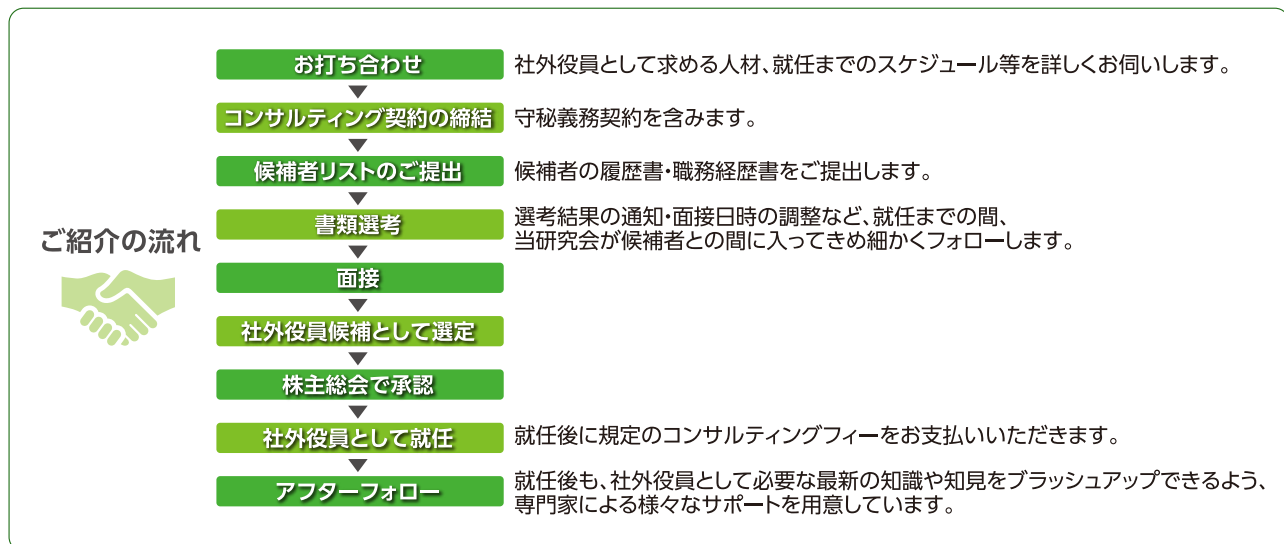 ご紹介の流れ
お打ち合わせ
社外役員として求める人材、就任までのスケジュール等を詳しくお伺いします。
コンサルティング契約の締結
守秘義務契約を含みます。
候補者リストのご提出
候補者の履歴書・職務経歴書をご提出します。
書類選考
選考結果の通知・面接日時の調整など、就任までの間、
当研究会が候補者との間に入ってきめ細かくフォローします。
面接
社外役員候補として選定
株主総会で承認
社外役員として就任
就任後に規定のコンサルティングフィーをお支払いいただきます。
アフターフォロー
就任後も、社外役員として必要な最新の知識や知見をブラッシュアップできるよう、
専門家による様々なサポートを用意しています。